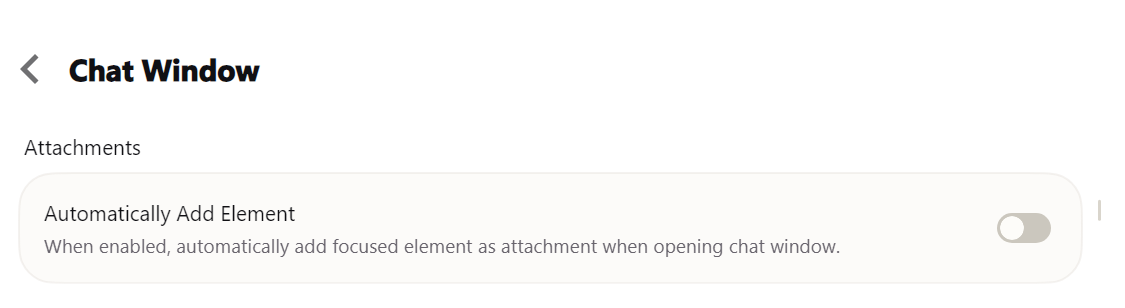 Chat Window
Attachments
Automatically Add Element
When enabled, automatically add focused element as attachment when opening chat window.